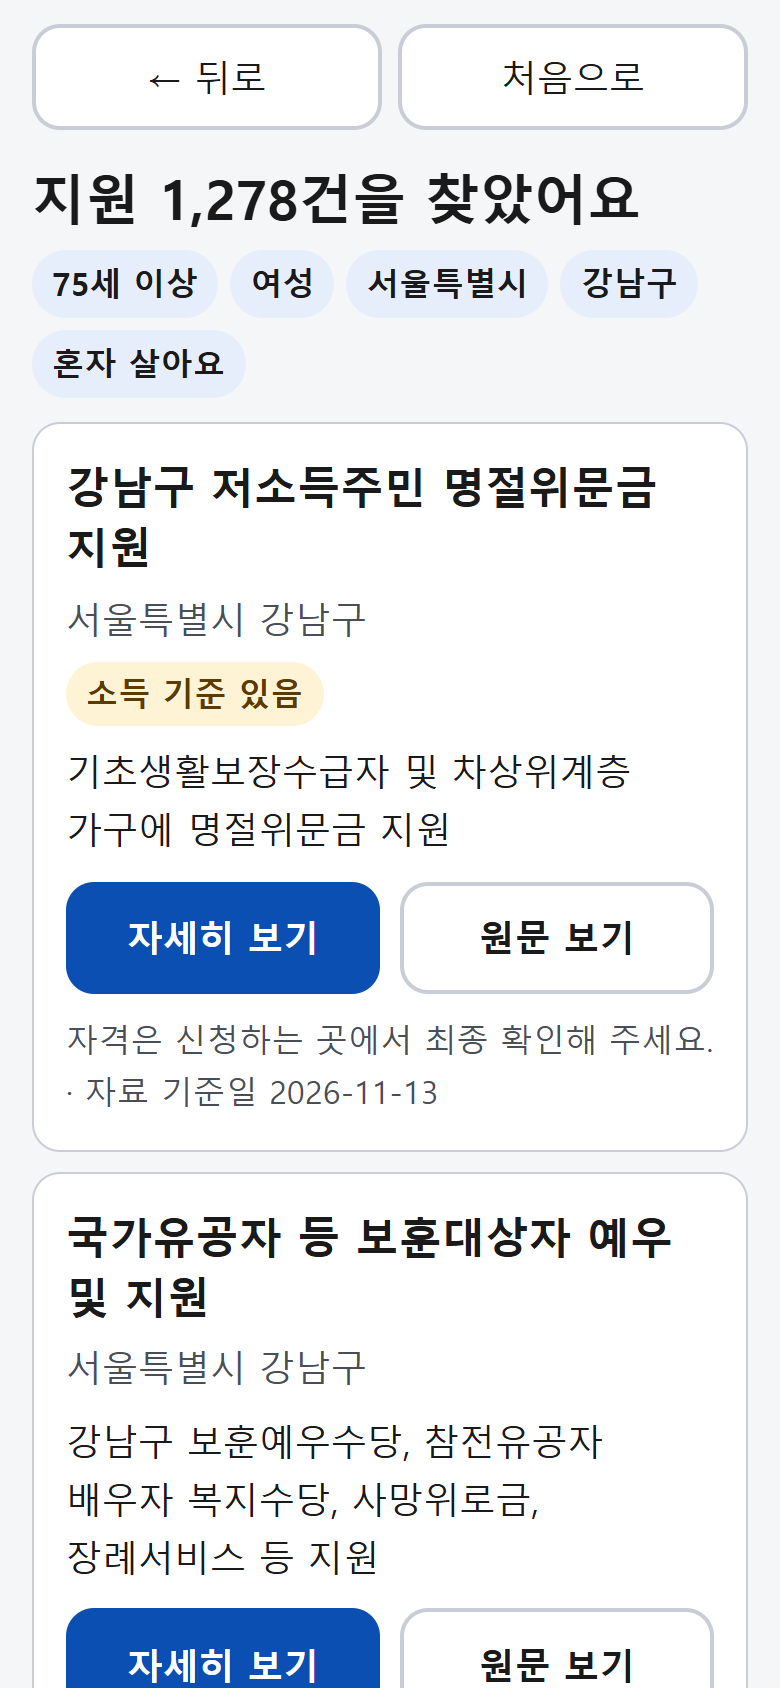 ← 뒤로
처음으로
지원 1,278건을 찾았어요
75세 이상
여성
서울특별시
강남구
혼자 살아요
강남구 저소득주민 명절위문금
지원
서울특별시 강남구
소득 기준 있음
기초생활보장수급자 및 차상위계층
가구에 명절위문금 지원
자세히 보기
원문 보기
자격은 신청하는 곳에서 최종 확인해 주세요.
· 자료 기준일 2026-11-13
국가유공자 등 보훈대상자 예우
및 지원
서울특별시 강남구
강남구 보훈예우수당, 참전유공자
배우자 복지수당, 사망위로금,
장례서비스 등 지원
자세히 보기
원문 보기